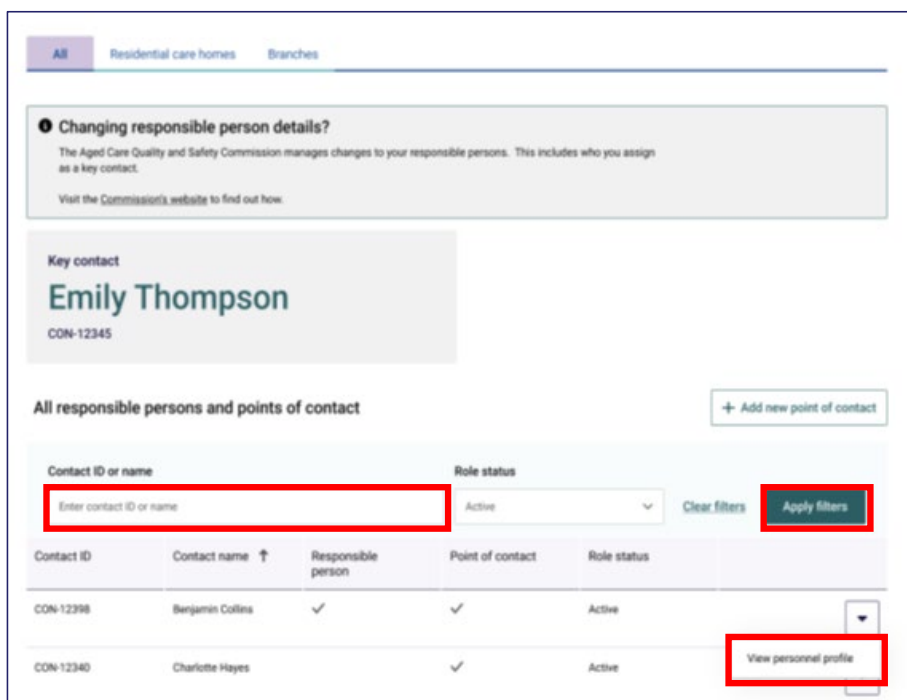 All Residential care homes Branches
Changing responsible person details?
The Aged Care Quality and Safety Commission manages changes to your responsible persons. This includes who you assign
as a key contact.
Visit the Commission's website to find out how.
Key contact
Emily Thompson
CON-12345
All responsible persons and points of contact
+ Add new point of contact
Contact ID or name Role status
Enter contact ID or name Active Clear filters Apply filters
Contact ID Contact name ↑ Responsible person Point of contact Role status
CON-12398 Benjamin Collins ✓ ✓ Active
View personnel profile
CON-12340 Charlotte Hayes ✓ Active